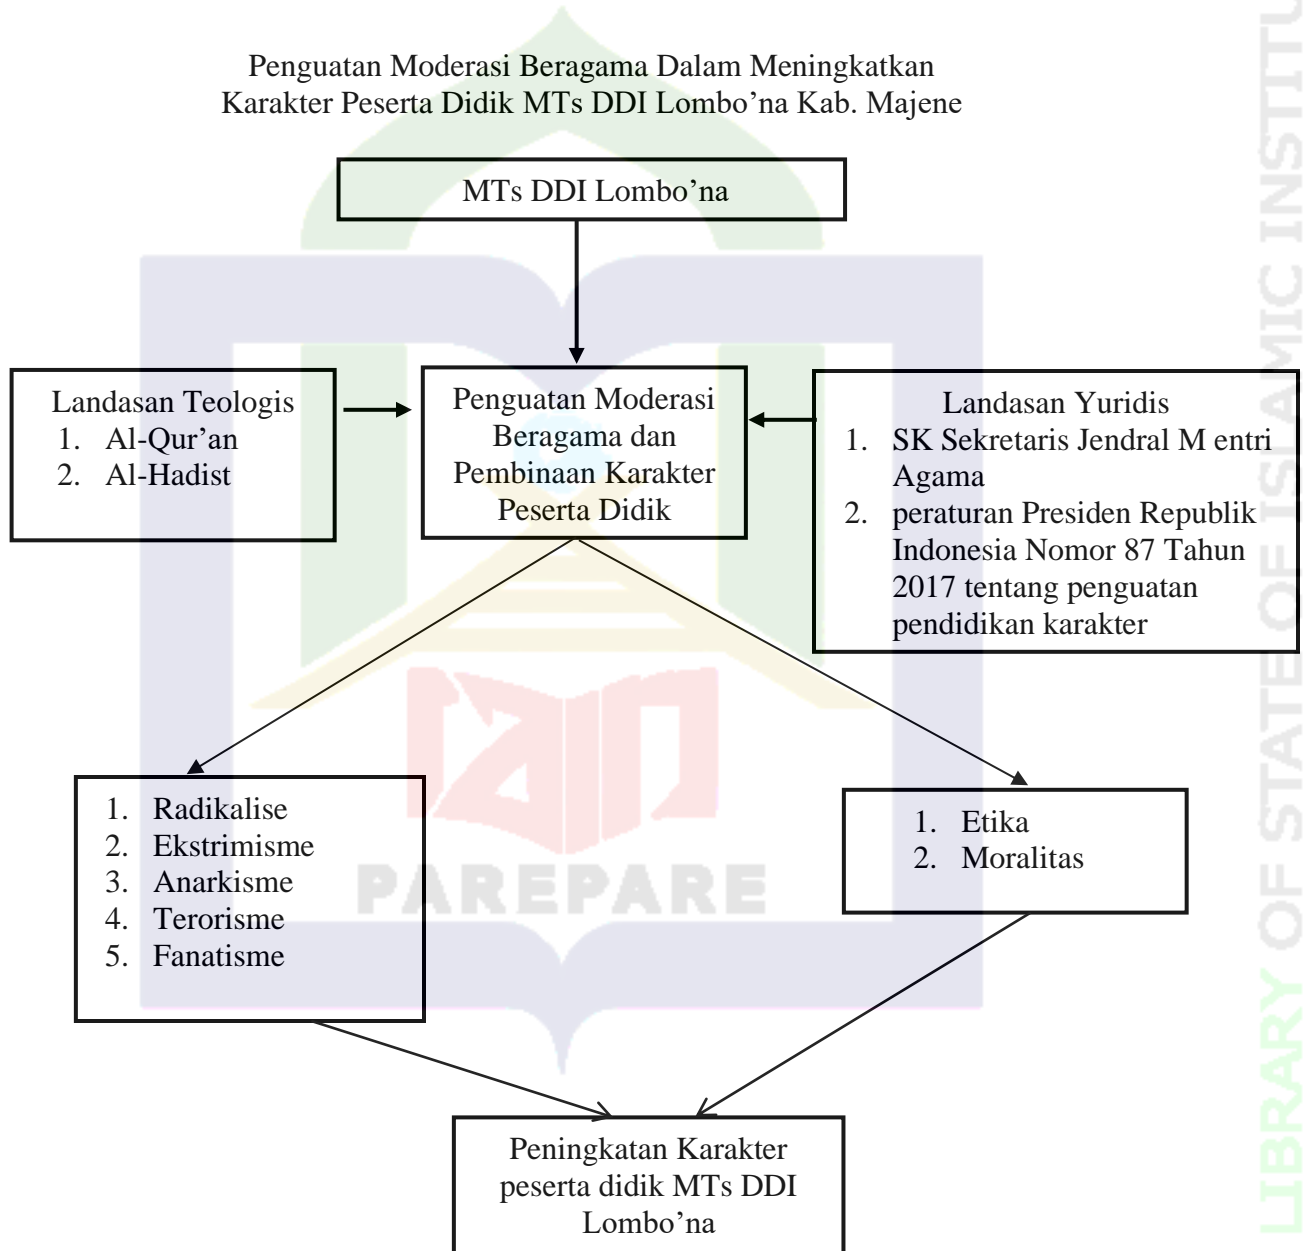 Penguatan Moderasi Beragama Dalam Meningkatkan
Karakter Peserta Didik MTs DDI Lombo’na Kab. Majene
MTs DDI Lombo’na
Landasan Teologis
1. Al-Qur’an
2. Al-Hadist
Penguatan Moderasi
Beragama dan
Pembinaan Karakter
Peserta Didik
Landasan Yuridis
1. SK Sekretaris Jendral M entri
Agama
2. peraturan Presiden Republik
Indonesia Nomor 87 Tahun
2017 tentang penguatan
pendidikan karakter
1. Radikalise
2. Ekstrimisme
3. Anarkisme
4. Terorisme
5. Fanatisme
1. Etika
2. Moralitas
PAREPARE
Peningkatan Karakter
peserta didik MTs DDI
Lombo’na
LIBRARY OF STATE OF ISLAMIC